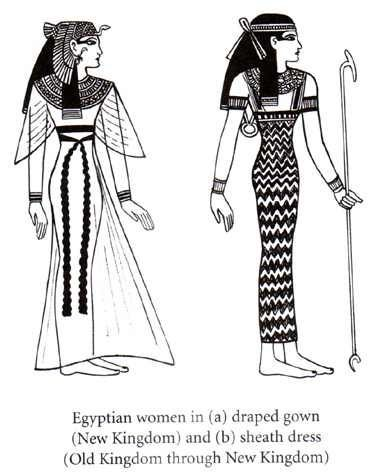 Egyptian women in (a) draped gown
(New Kingdom) and (b) sheath dress
(Old Kingdom through New Kingdom)